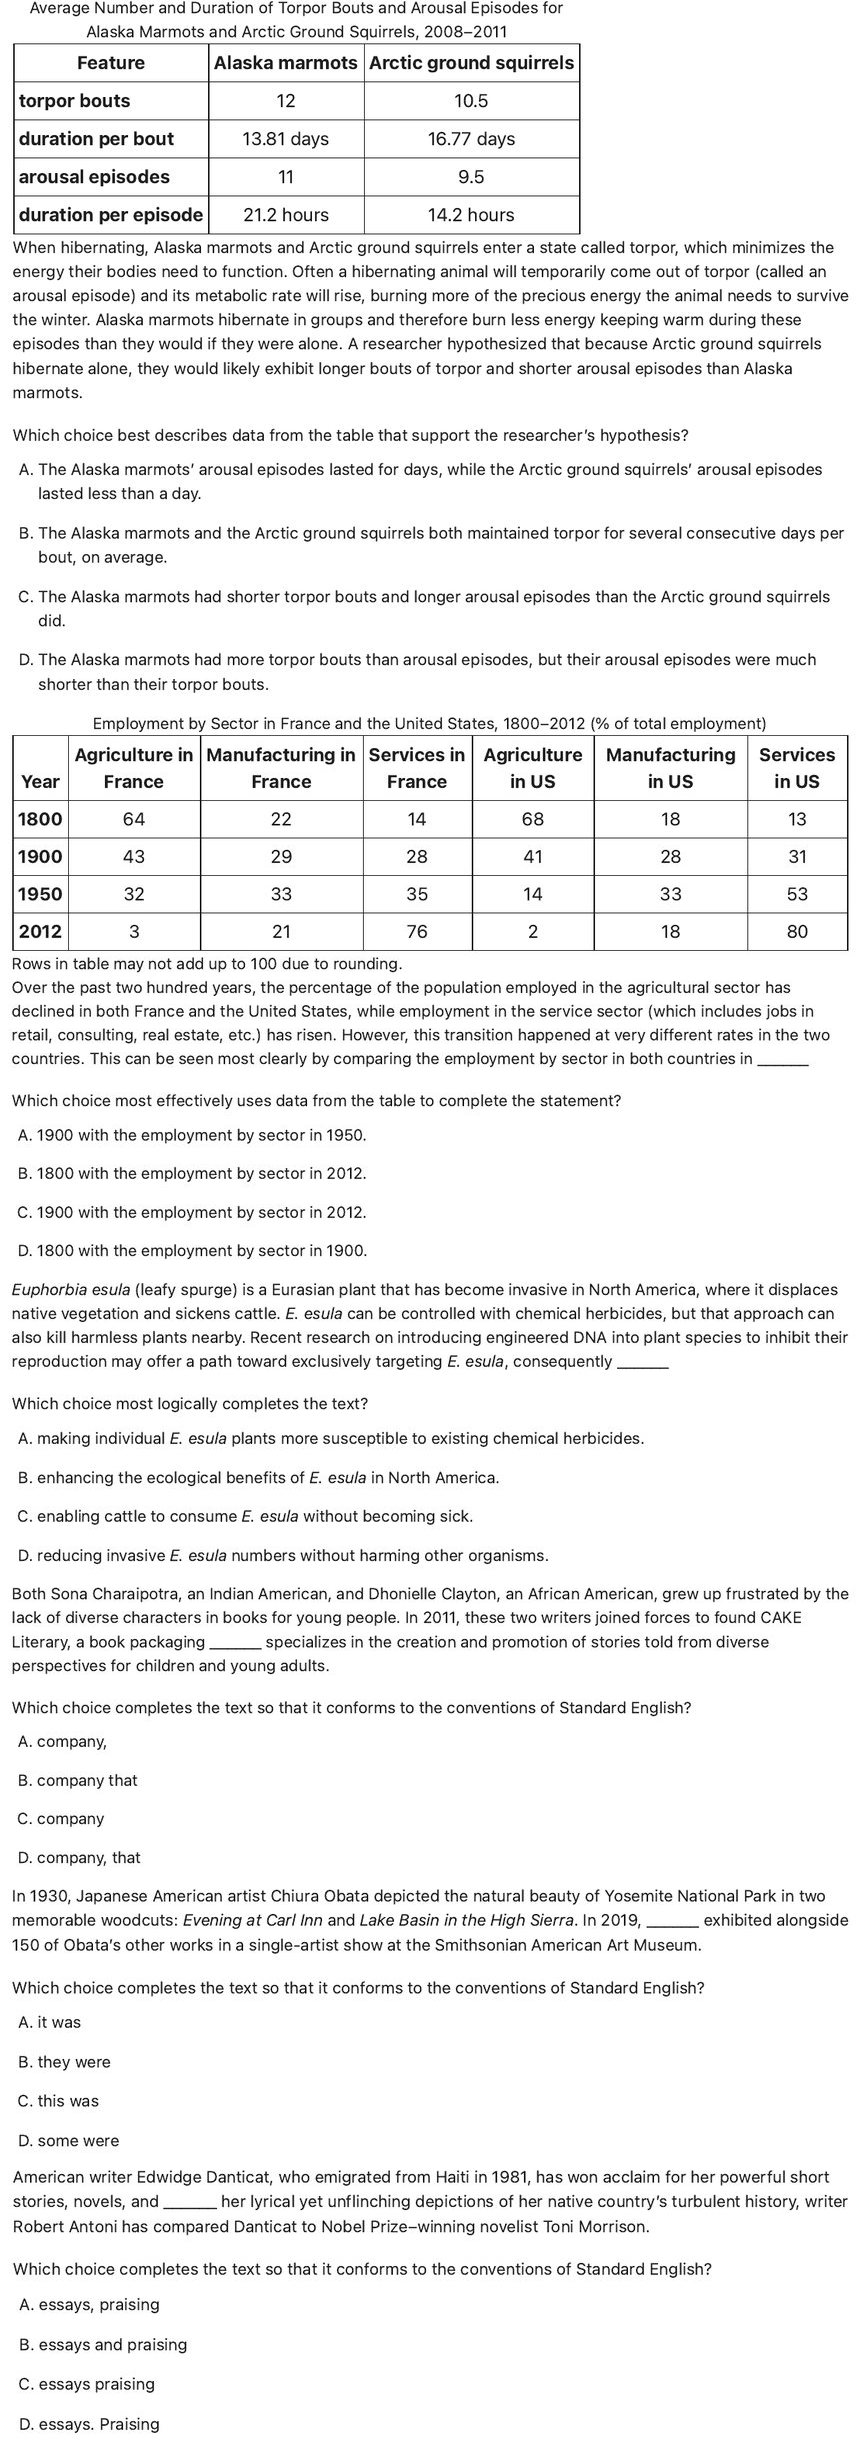 Average Number and Duration of Torpor Bouts and Arousal Episodes for
Alaska Marmots and Arctic Ground Squirrels, 2008–2011
Feature Alaska marmots Arctic ground squirrels
torpor bouts 12 10.5
duration per bout 13.81 days 16.77 days
arousal episodes 11 9.5
duration per episode 21.2 hours 14.2 hours
When hibernating, Alaska marmots and Arctic ground squirrels enter a state called torpor, which minimizes the
energy their bodies need to function. Often a hibernating animal will temporarily come out of torpor (called an
arousal episode) and its metabolic rate will rise, burning more of the precious energy the animal needs to survive
the winter. Alaska marmots hibernate in groups and therefore burn less energy keeping warm during these
episodes than they would if they were alone. A researcher hypothesized that because Arctic ground squirrels
hibernate alone, they would likely exhibit longer bouts of torpor and shorter arousal episodes than Alaska
marmots.
Which choice best describes data from the table that support the researcher's hypothesis?
A. The Alaska marmots' arousal episodes lasted for days, while the Arctic ground squirrels' arousal episodes
lasted less than a day.
B. The Alaska marmots and the Arctic ground squirrels both maintained torpor for several consecutive days per
bout, on average.
C. The Alaska marmots had shorter torpor bouts and longer arousal episodes than the Arctic ground squirrels
did.
D. The Alaska marmots had more torpor bouts than arousal episodes, but their arousal episodes were much
shorter than their torpor bouts.
Employment by Sector in France and the United States, 1800–2012 (% of total employment)
Agriculture in Manufacturing in Services in Agriculture Manufacturing Services
Year France France France in US in US in US
1800 64 22 14 68 18 13
1900 43 29 28 41 28 31
1950 32 33 35 14 33 53
2012 3 21 76 2 18 80
Rows in table may not add up to 100 due to rounding.
Over the past two hundred years, the percentage of the population employed in the agricultural sector has
declined in both France and the United States, while employment in the service sector (which includes jobs in
retail, consulting, real estate, etc.) has risen. However, this transition happened at very different rates in the two
countries. This can be seen most clearly by comparing the employment by sector in both countries in ______
Which choice most effectively uses data from the table to complete the statement?
A. 1900 with the employment by sector in 1950.
B. 1800 with the employment by sector in 2012.
C. 1900 with the employment by sector in 2012.
D. 1800 with the employment by sector in 1900.
Euphorbia esula (leafy spurge) is a Eurasian plant that has become invasive in North America, where it displaces
native vegetation and sickens cattle. E. esula can be controlled with chemical herbicides, but that approach can
also kill harmless plants nearby. Recent research on introducing engineered DNA into plant species to inhibit their
reproduction may offer a path toward exclusively targeting E. esula, consequently ______
Which choice most logically completes the text?
A. making individual E. esula plants more susceptible to existing chemical herbicides.
B. enhancing the ecological benefits of E. esula in North America.
C. enabling cattle to consume E. esula without becoming sick.
D. reducing invasive E. esula numbers without harming other organisms.
Both Sona Charaipotra, an Indian American, and Dhonielle Clayton, an African American, grew up frustrated by the
lack of diverse characters in books for young people. In 2011, these two writers joined forces to found CAKE
Literary, a book packaging ______ specializes in the creation and promotion of stories told from diverse
perspectives for children and young adults.
Which choice completes the text so that it conforms to the conventions of Standard English?
A. company,
B. company that
C. company
D. company, that
In 1930, Japanese American artist Chiura Obata depicted the natural beauty of Yosemite National Park in two
memorable woodcuts: Evening at Carl Inn and Lake Basin in the High Sierra. In 2019, ______ exhibited alongside
150 of Obata's other works in a single-artist show at the Smithsonian American Art Museum.
Which choice completes the text so that it conforms to the conventions of Standard English?
A. it was
B. they were
C. this was
D. some were
American writer Edwidge Danticat, who emigrated from Haiti in 1981, has won acclaim for her powerful short
stories, novels, and ______ her lyrical yet unflinching depictions of her native country's turbulent history, writer
Robert Antoni has compared Danticat to Nobel Prize–winning novelist Toni Morrison.
Which choice completes the text so that it conforms to the conventions of Standard English?
A. essays, praising
B. essays and praising
C. essays praising
D. essays. Praising